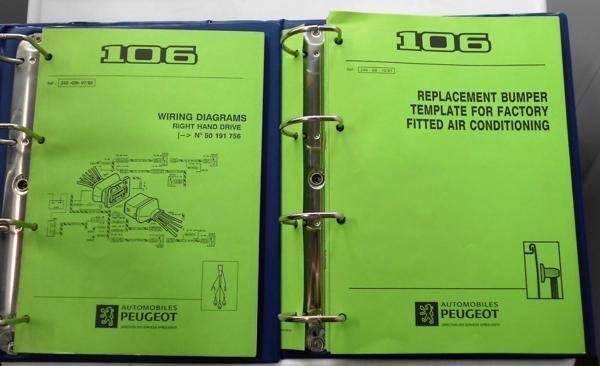 106
WIRING DIAGRAMS
RIGHT HAND DRIVE
|--> N° 50 191 756
AUTOMOBILES
PEUGEOT
106
REPLACEMENT BUMPER
TEMPLATE FOR FACTORY
FITTED AIR CONDITIONING
AUTOMOBILES
PEUGEOT